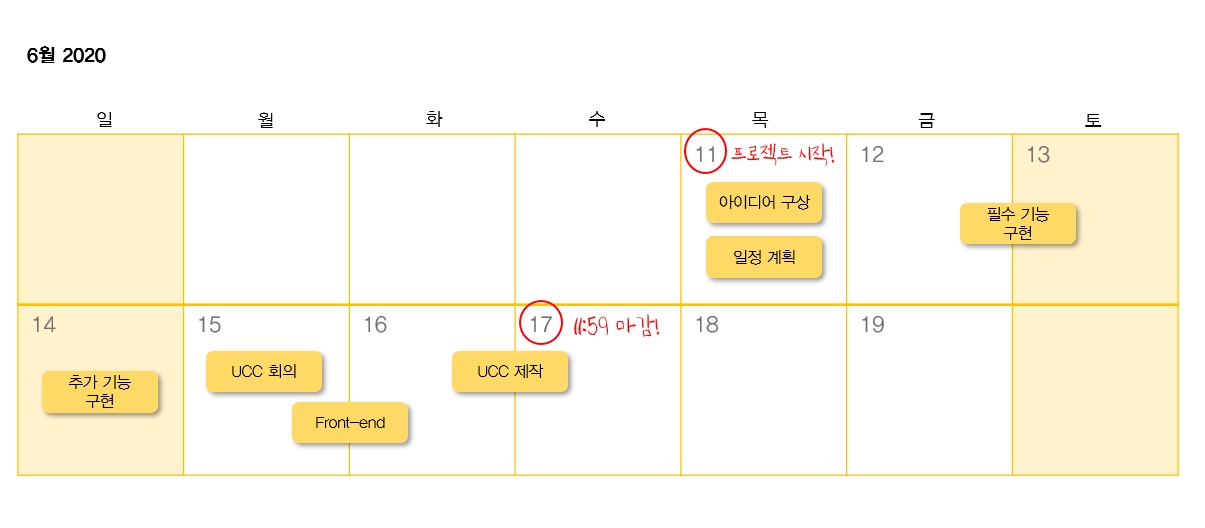 6월 2020
일 월 화 수 목 금 토
11 프로젝트 시작! 12 13
아이디어 구상
필수 기능
구현
일정 계획
14 15 16 17 11:59 마감! 18 19
UCC 회의 UCC 제작
추가 기능
구현
Front-end